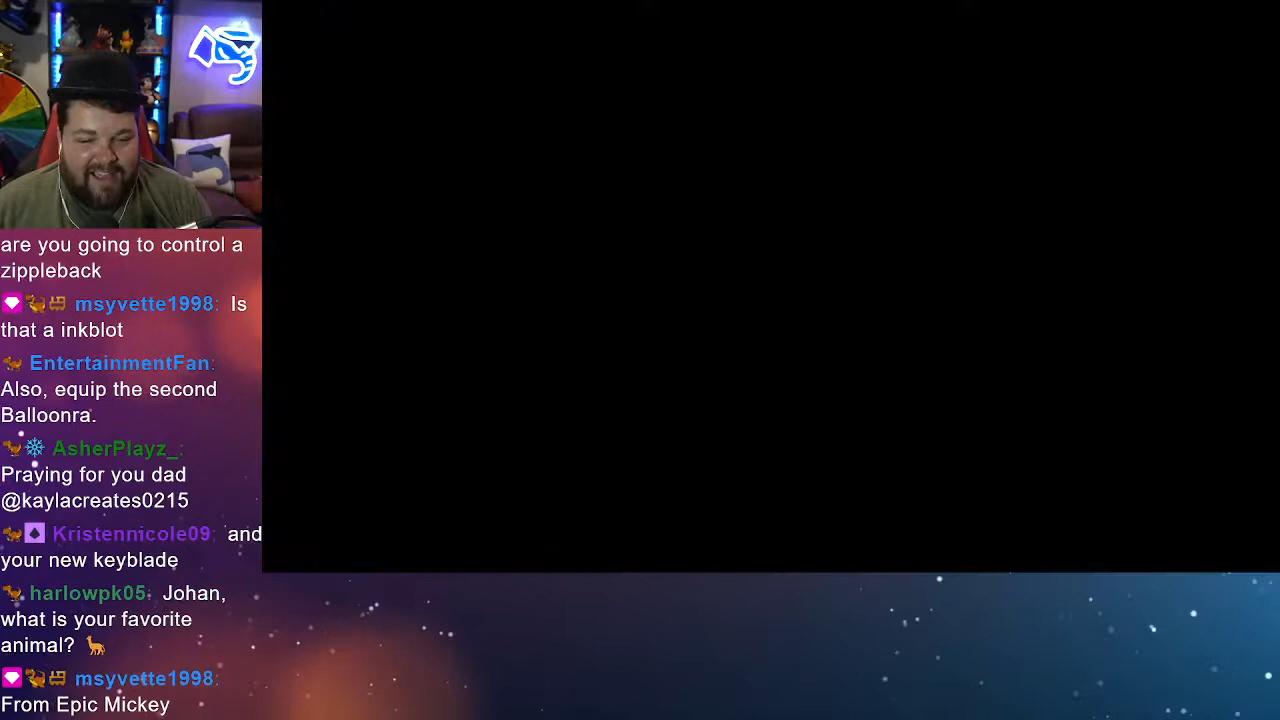 are you going to control a
zippleback
msyvette1998: Is
that a inkblot
EntertainmentFan:
Also, equip the second
Balloonra.
AsherPlayz_:
Praying for you dad
@kaylacreates0215
Kristennicole09: and
your new keyblade
harlowpk05: Johan,
what is your favorite
animal?
msyvette1998:
From Epic Mickey